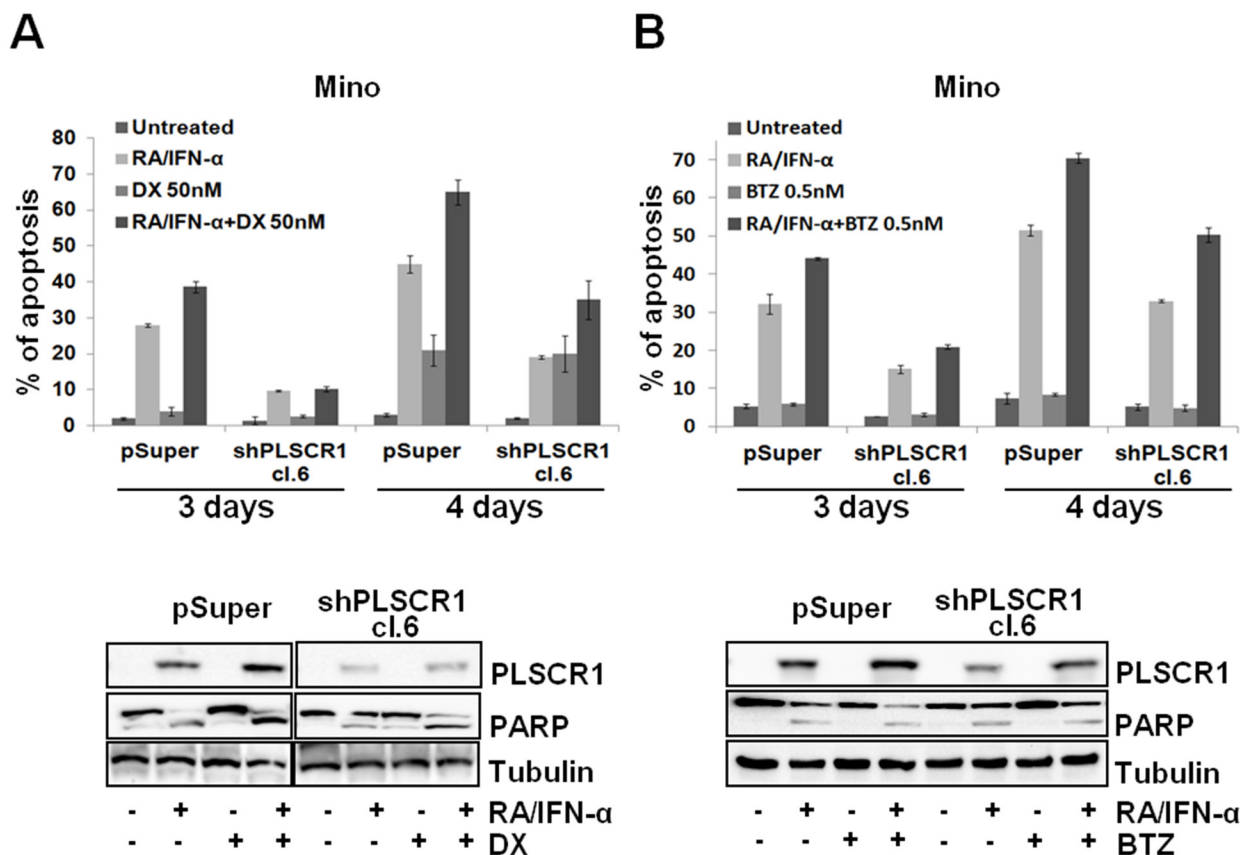 A
Mino
Untreated
RA/IFN-α
DX 50nM
RA/IFN-α+DX 50nM
% of apoptosis
80
70
60
50
40
30
20
10
0
pSuper
shPLSCR1
cl.6
pSuper
shPLSCR1
cl.6
3 days
4 days
pSuper
shPLSCR1
cl.6
PLSCR1
PARP
Tubulin
- + - + - + - + RA/IFN-α
- - + + - - + + DX
B
Mino
Untreated
RA/IFN-α
BTZ 0.5nM
RA/IFN-α+BTZ 0.5nM
% of apoptosis
70
60
50
40
30
20
10
0
pSuper
shPLSCR1
cl.6
pSuper
shPLSCR1
cl.6
3 days
4 days
pSuper
shPLSCR1
cl.6
PLSCR1
PARP
Tubulin
- + - + - + - + RA/IFN-α
- - + + - - + + BTZ